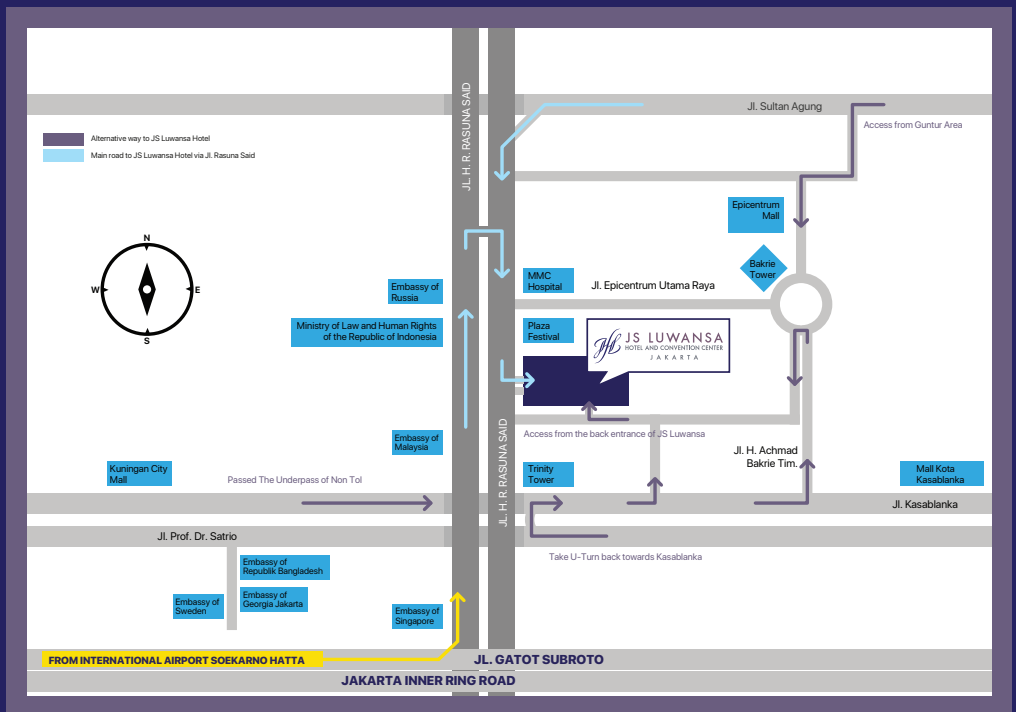 JL. H. R. RASUNA SAID
Jl. Sultan Agung
Access from Guntur Area
Alternative way to JS Luwansa Hotel
Main road to JS Luwansa Hotel via Jl. Rasuna Said
Epicentrum
Mall
N
W
E
S
Bakrie
Tower
MMC
Hospital
Jl. Epicentrum Utama Raya
Embassy of
Russia
Ministry of Law and Human Rights
of the Republic of Indonesia
Plaza
Festival
JS LUWANSA
HOTEL AND CONVENTION CENTER
JAKARTA
JL. H. R. RASUNA SAID
Access from the back entrance of JS Luwansa
Embassy of
Malaysia
Jl. H. Achmad
Bakrie Tim.
Kuningan City
Mall
Passed The Underpass of Non Tol
Trinity
Tower
Mall Kota
Kasablanka
Jl. Kasablanka
Jl. Prof. Dr. Satrio
Take U-Turn back towards Kasablanka
Embassy of
Republik Bangladesh
Embassy of
Georgia Jakarta
Embassy of
Sweden
Embassy of
Singapore
FROM INTERNATIONAL AIRPORT SOEKARNO HATTA
JL. GATOT SUBROTO
JAKARTA INNER RING ROAD